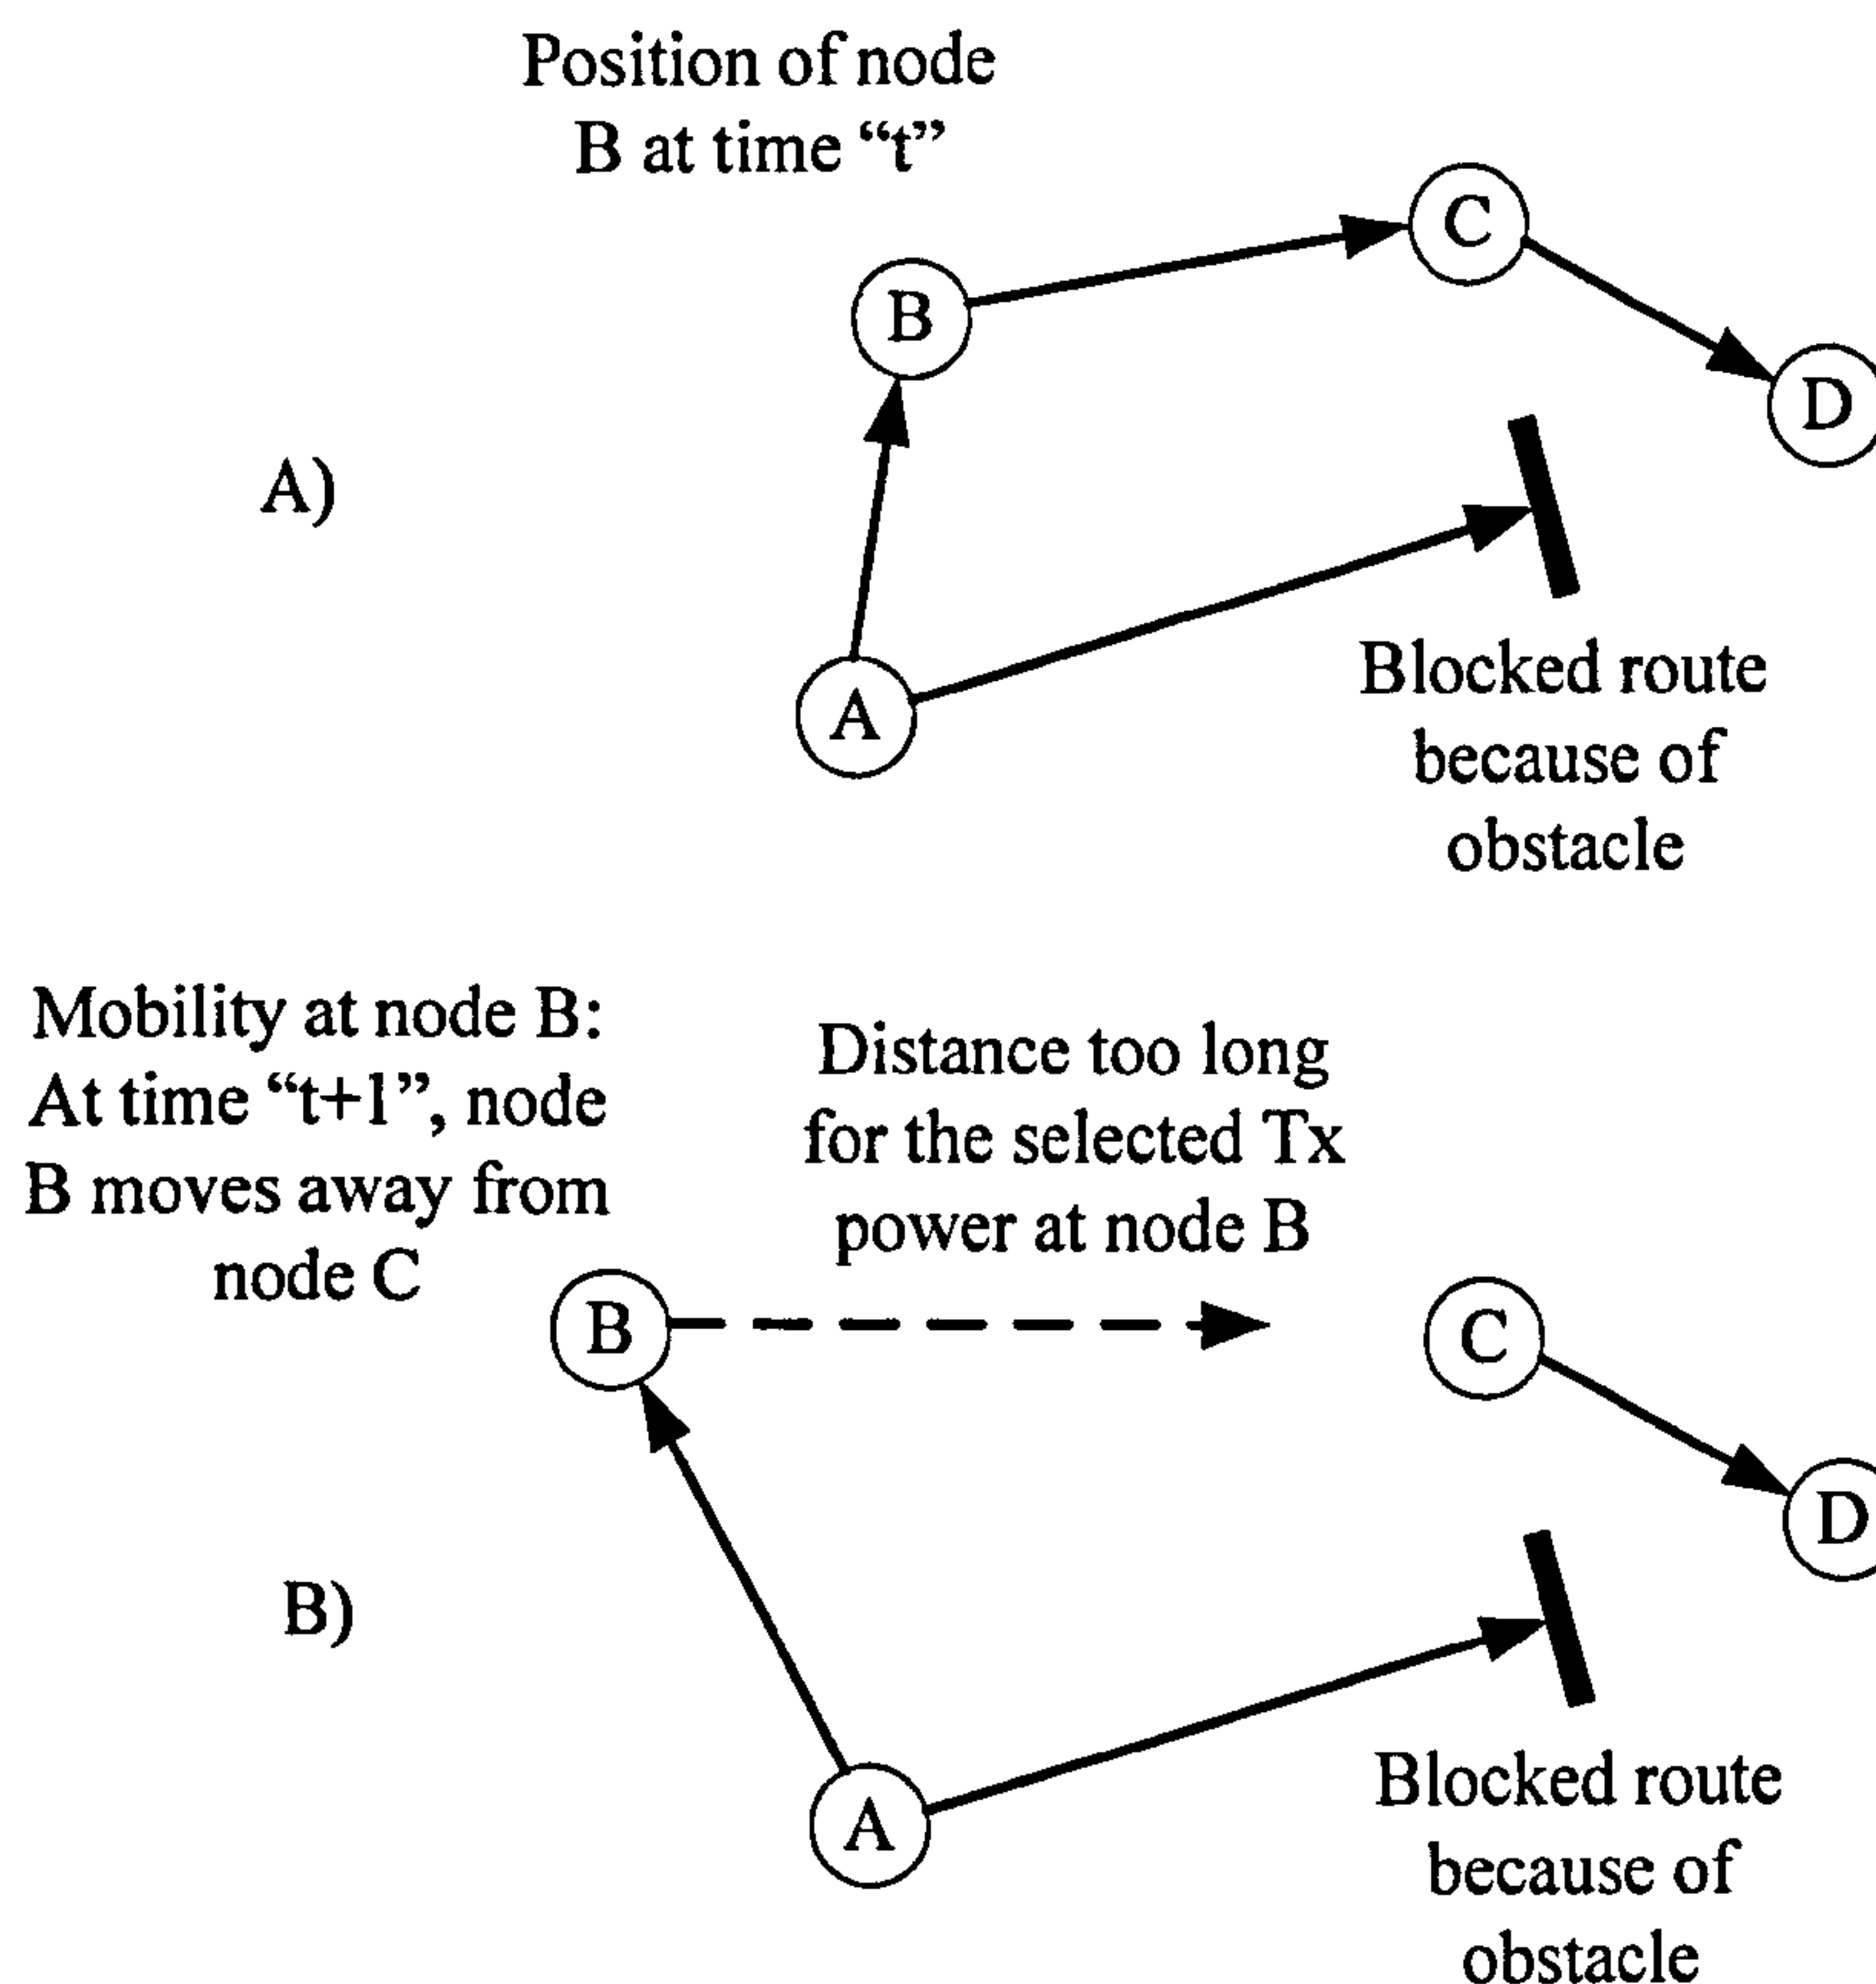 Position of node
B at time “t”
C
B
D
A)
A
Blocked route
because of
obstacle
Mobility at node B:
At time “t+1”, node
B moves away from
node C
Distance too long
for the selected Tx
power at node B
B
C
D
B)
A
Blocked route
because of
obstacle